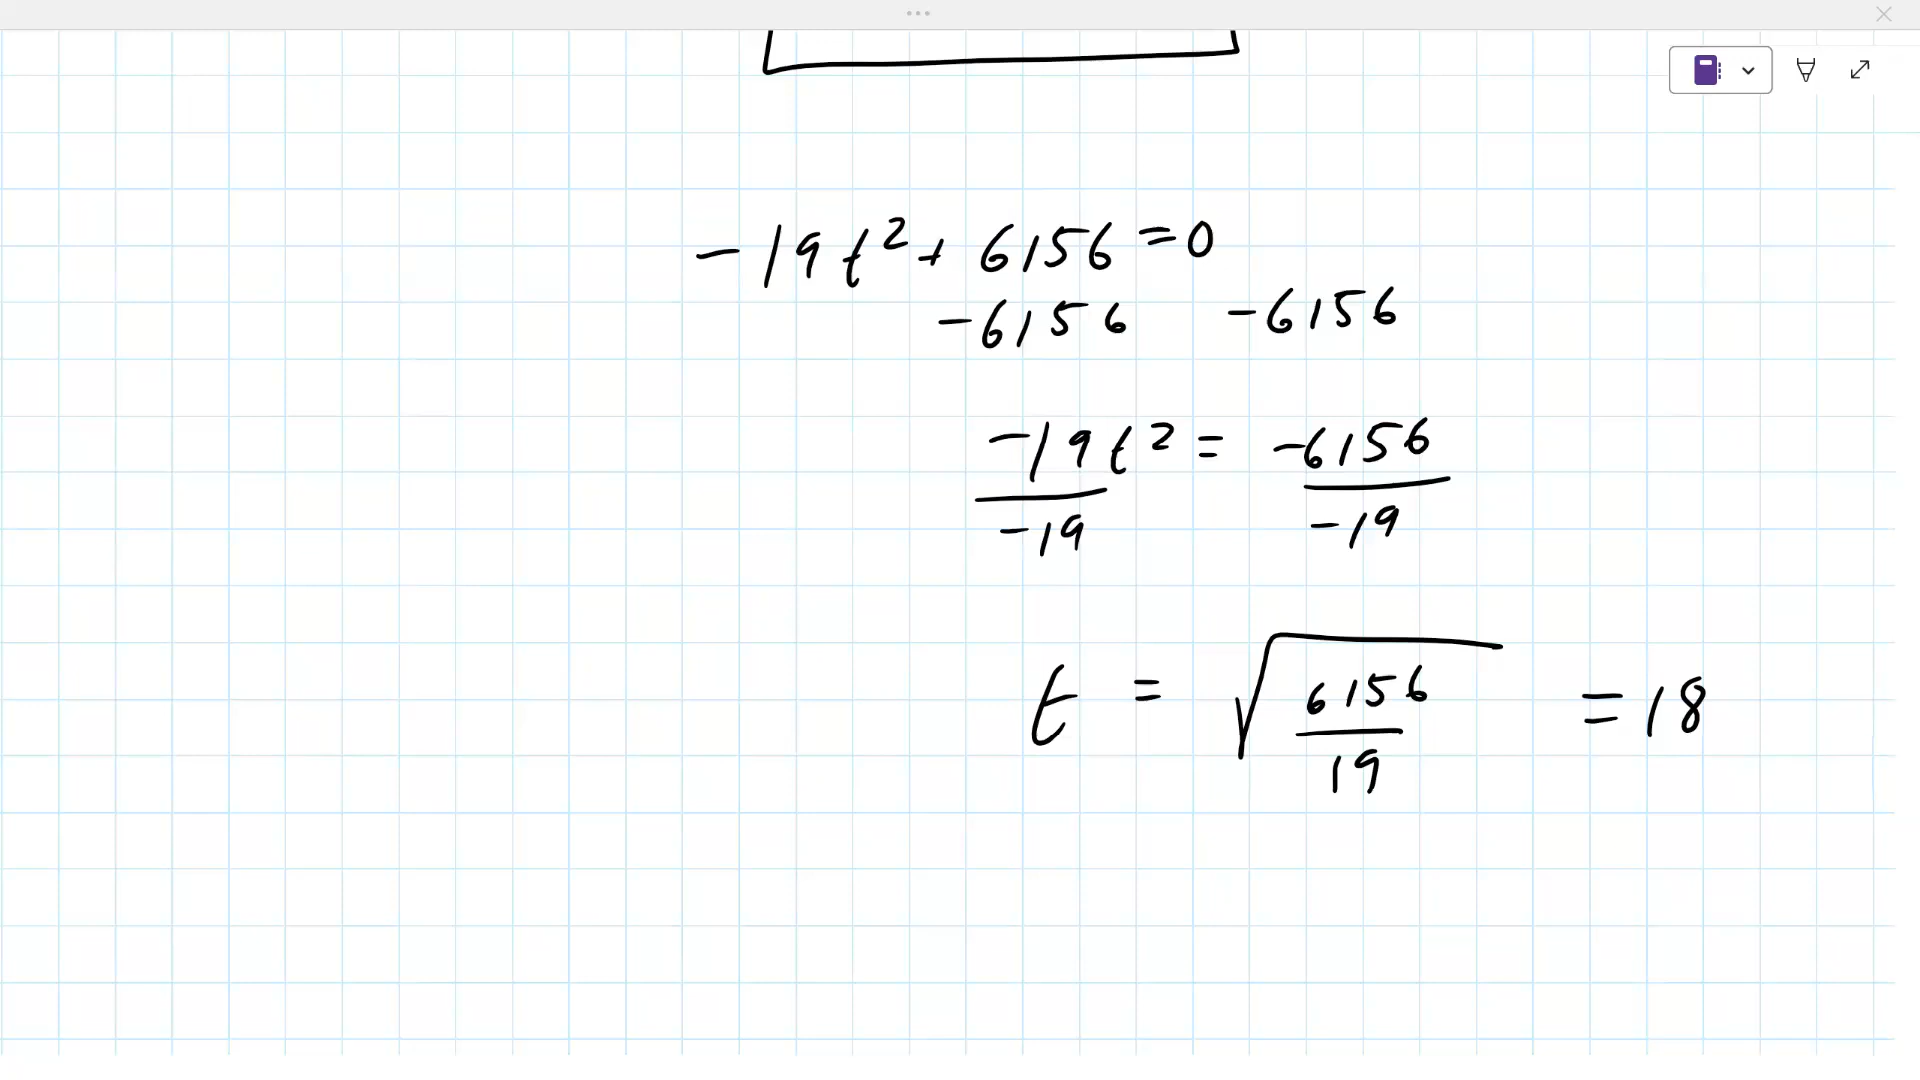 -19t² + 6156 = 0
-6156 -6156
-19t² = -6156
-19 -19
t = √(6156/19) = 18